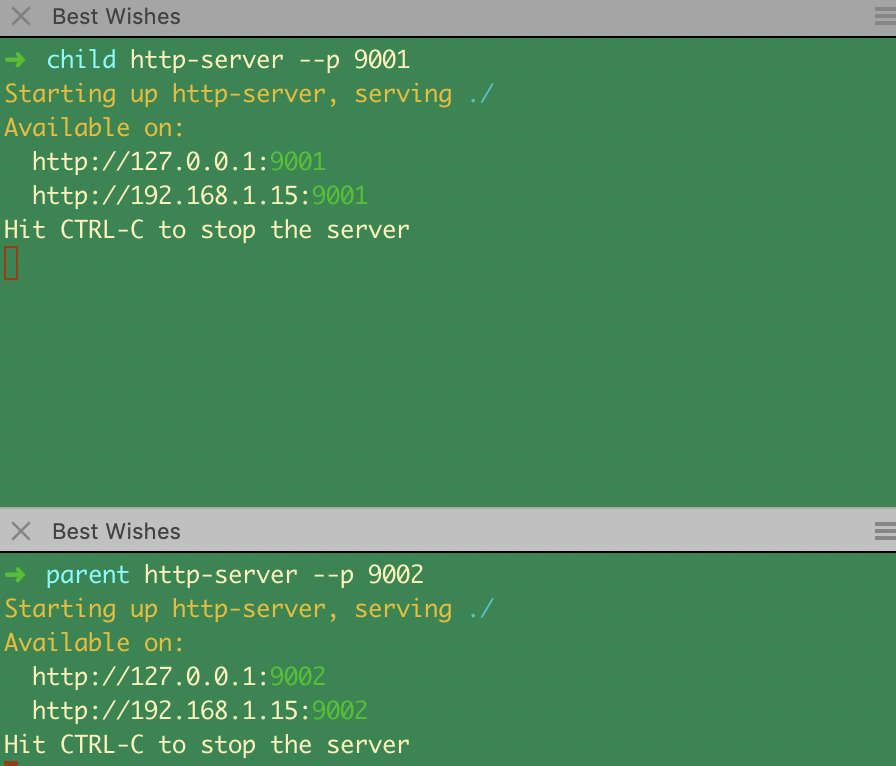 Best Wishes
➜ child http-server --p 9001
Starting up http-server, serving ./
Available on:
  http://127.0.0.1:9001
  http://192.168.1.15:9001
Hit CTRL-C to stop the server
Best Wishes
➜ parent http-server --p 9002
Starting up http-server, serving ./
Available on:
  http://127.0.0.1:9002
  http://192.168.1.15:9002
Hit CTRL-C to stop the server